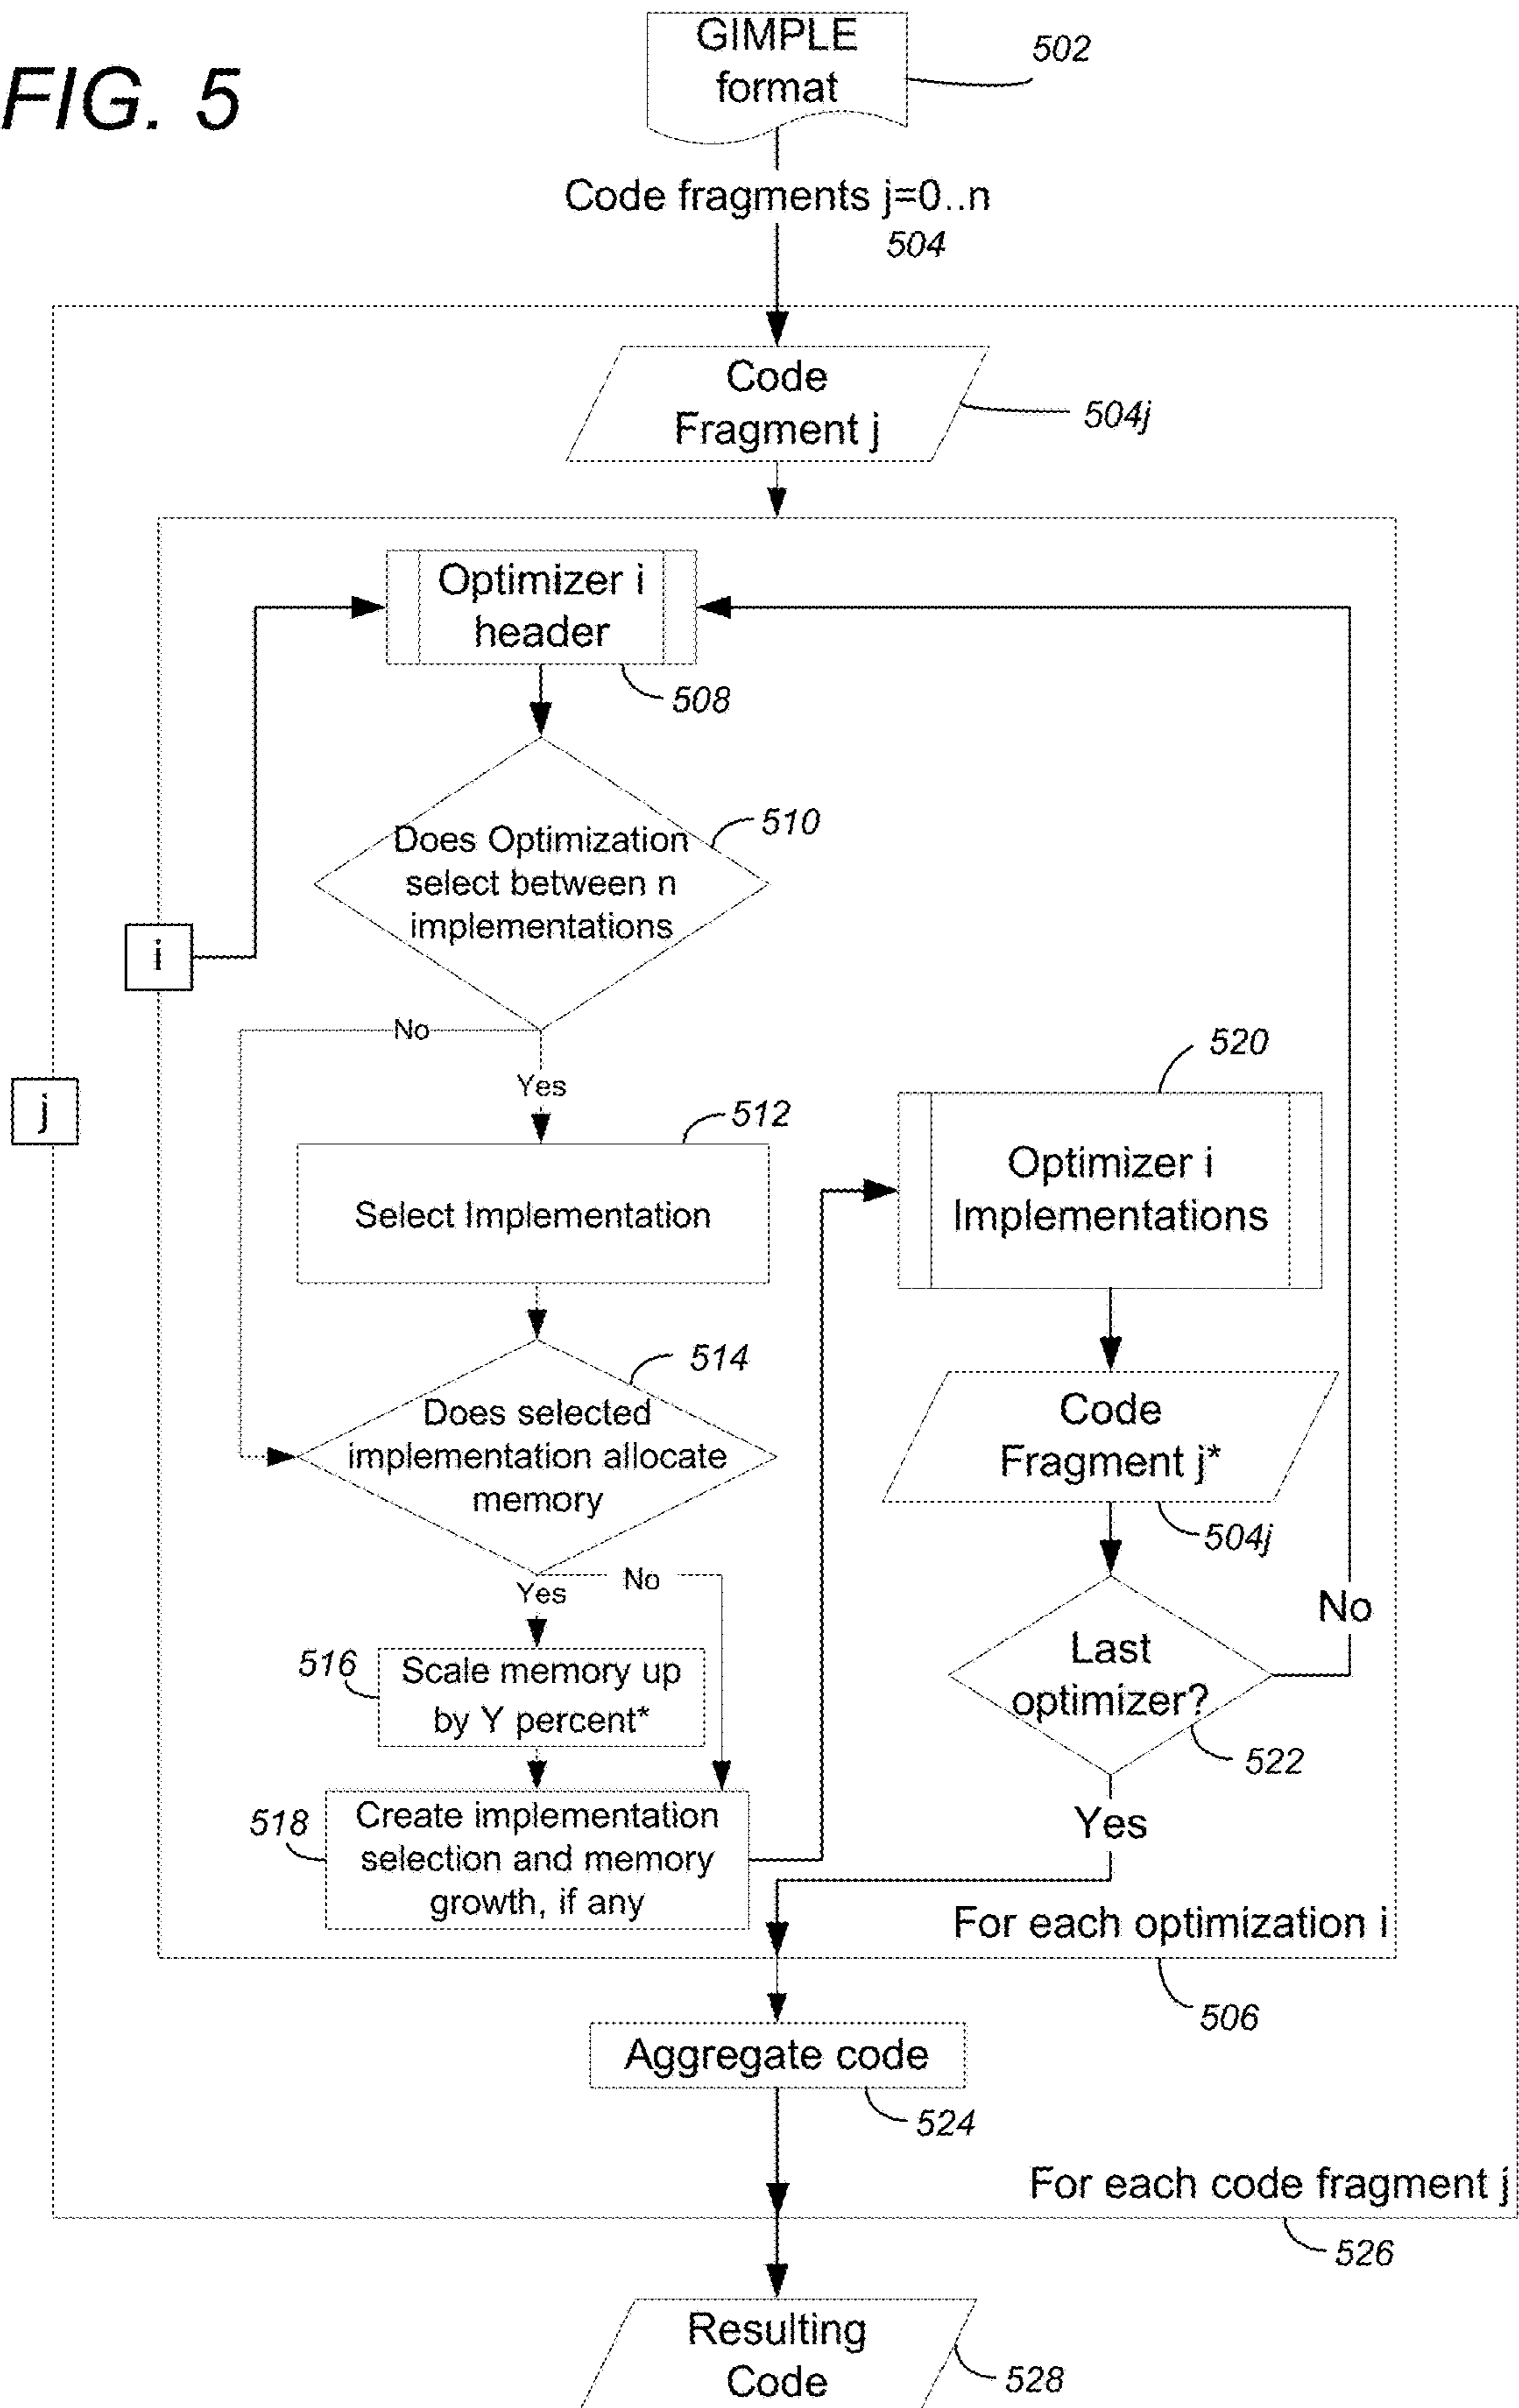 FIG. 5
GIMPLE
format
502
Code fragments j=0..n
504
Code
Fragment j
504j
Optimizer i
header
508
Does Optimization
select between n
implementations
510
i
No
Yes
j
512
Select Implementation
514
Does selected
implementation allocate
memory
Yes
No
516
Scale memory up
by Y percent*
518
Create implementation
selection and memory
growth, if any
520
Optimizer i
Implementations
Code
Fragment j*
504j
Last
optimizer?
No
522
Yes
For each optimization i
506
Aggregate code
524
For each code fragment j
526
Resulting
Code
528